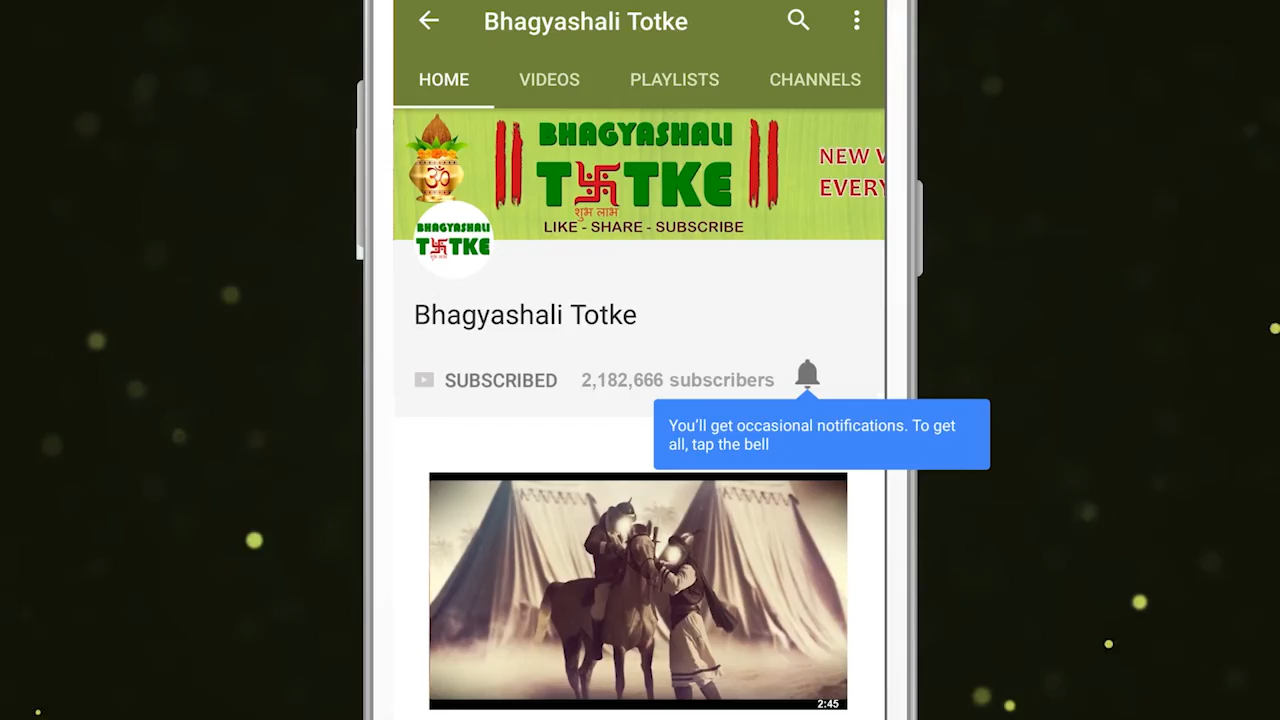 Bhagyashali Totke
HOME VIDEOS PLAYLISTS CHANNELS
ॐ
BHAGYASHALI
TOTKE
शुभ लाभ
LIKE - SHARE - SUBSCRIBE
NEW
EVERY
BHAGYASHALI
TOTKE
शुभ लाभ
Bhagyashali Totke
SUBSCRIBED 2,182,666 subscribers
You’ll get occasional notifications. To get
all, tap the bell
2:45